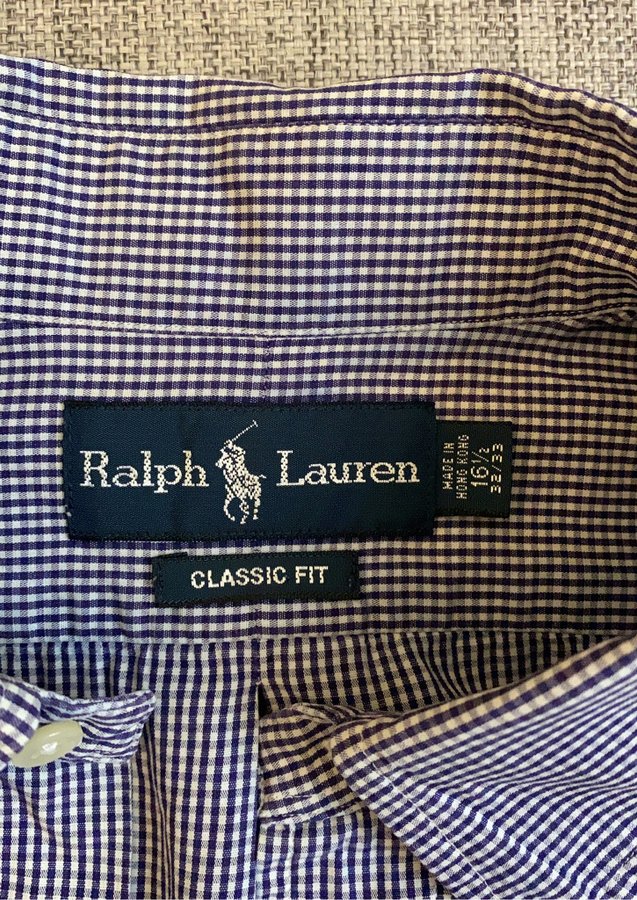 Ralph Lauren
MADE IN
HONG KONG
16½
32/33
CLASSIC FIT